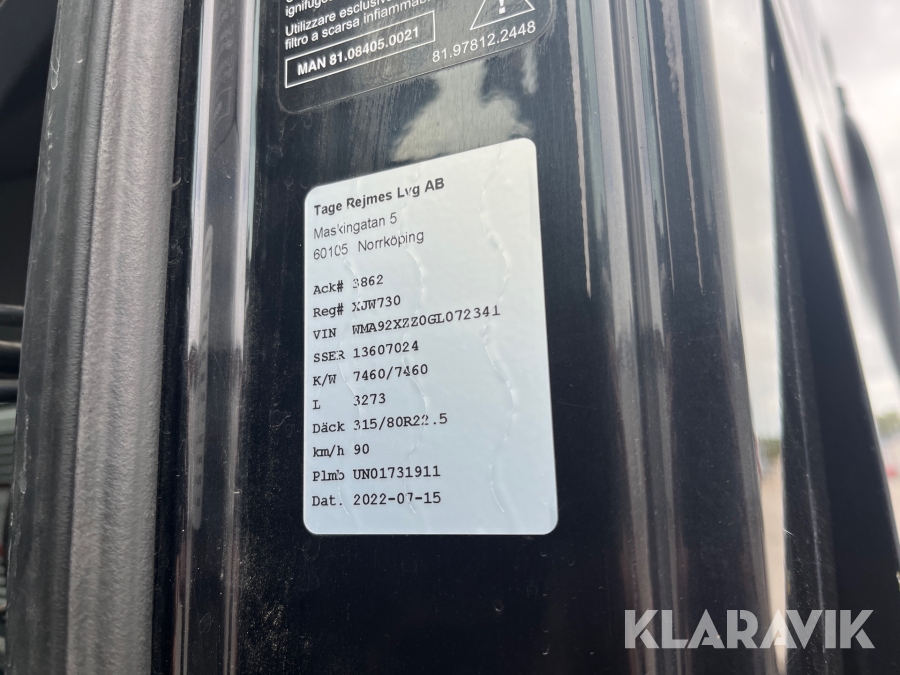 ignifuge
Utilizzare esclusiv
filtro a scarsa infiammabi
MAN 81.08405.0021
81.97812.2448
Tage Rejmes Lvg AB
Maskingatan 5
60105 Norrköping
Ack# 3862
Reg# XJW730
VIN WMA92XZZ0GL072341
SSER 13607024
K/W 7460/7460
L 3273
Däck 315/80R22.5
km/h 90
Plmb UN01731911
Dat. 2022-07-15
KLARAVIK